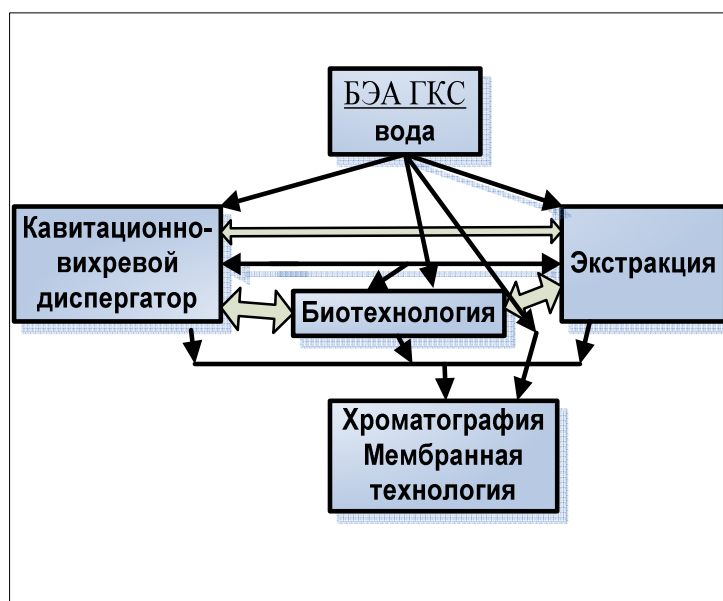 БЭА ГКС
вода
Кавитационно-
вихревой
диспергатор
Экстракция
Биотехнология
Хроматография
Мембранная
технология